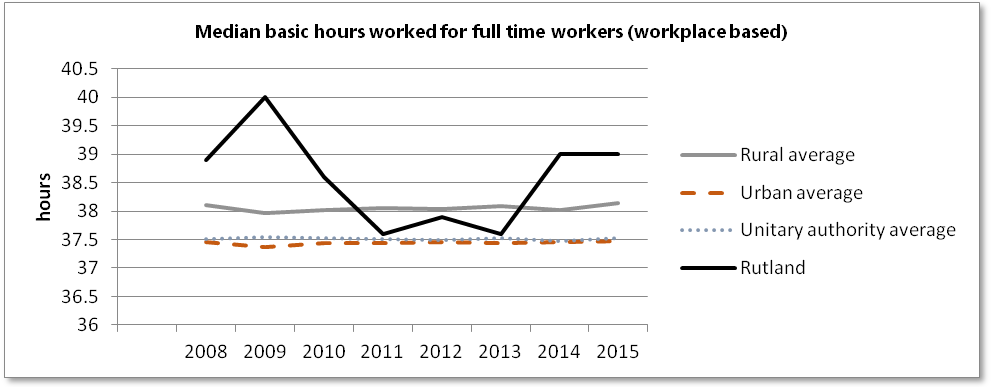 Median basic hours worked for full time workers (workplace based)
40.5
40
39.5
39
38.5
38
37.5
37
36.5
36
hours
2008 2009 2010 2011 2012 2013 2014 2015
Rural average
Urban average
Unitary authority average
Rutland